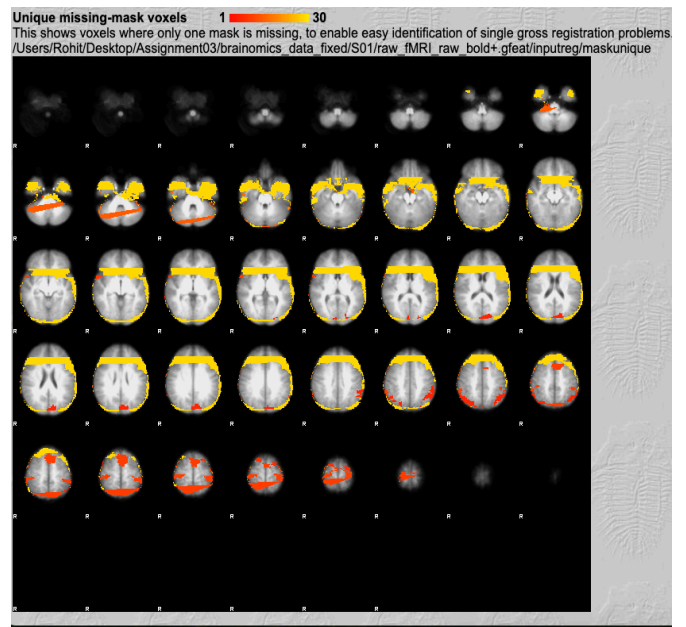 Unique missing-mask voxels 1 30
This shows voxels where only one mask is missing, to enable easy identification of single gross registration problems.
/Users/Rohit/Desktop/Assignment03/brainomics_data_fixed/S01/raw_fMRI_raw_bold+.gfeat/inputreg/maskunique
R R R R R R R R
R R R R R R R R
R R R R R R R R
R R R R R R R R
R R R R R R R R
R R R R R R